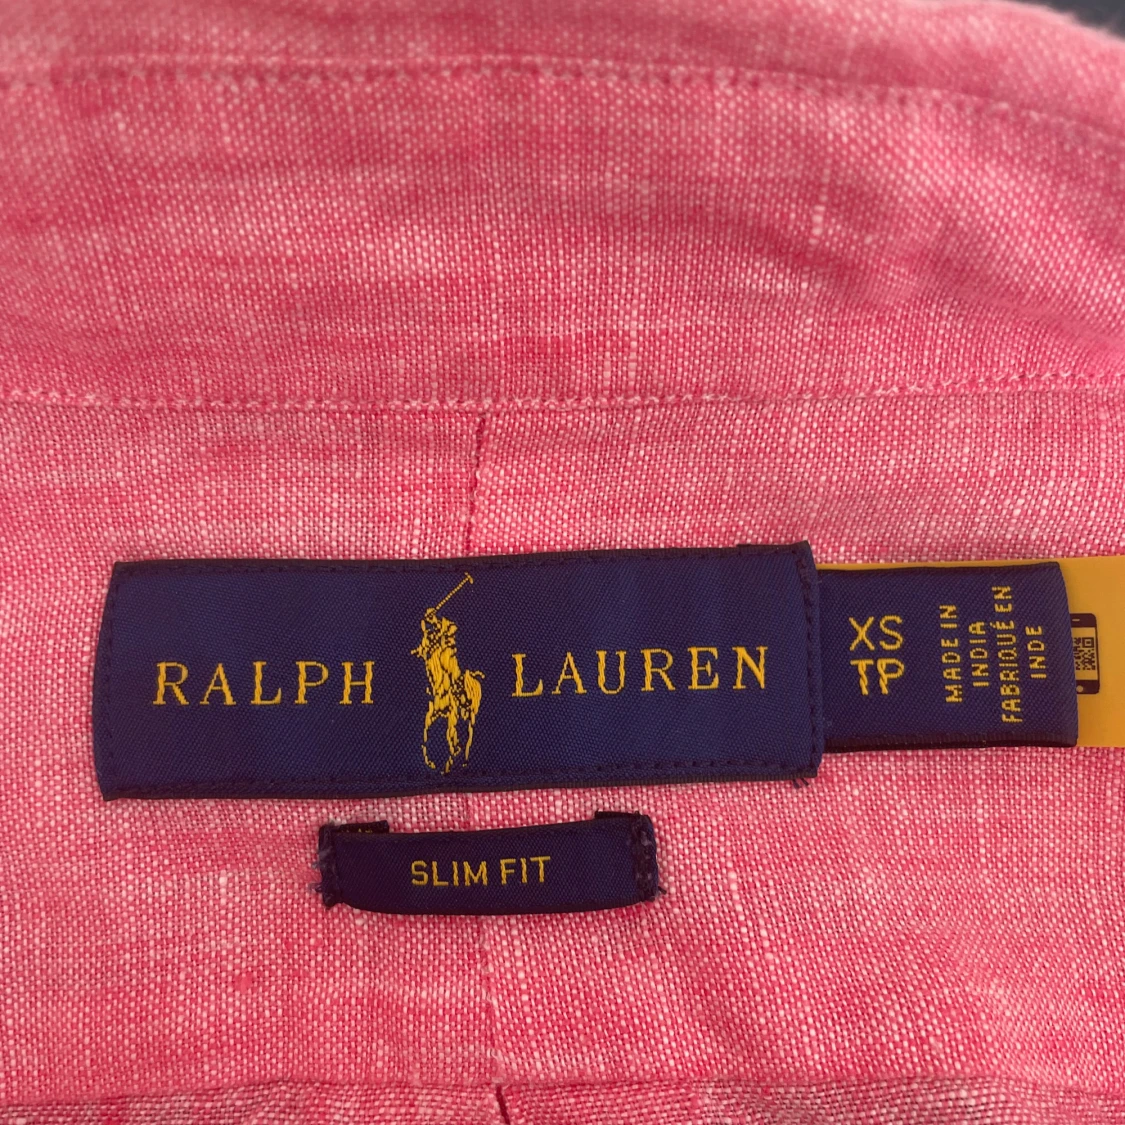 RALPH LAUREN
XS
TP
MADE IN
INDIA
FABRIQUÉ EN
INDE
SLIM FIT